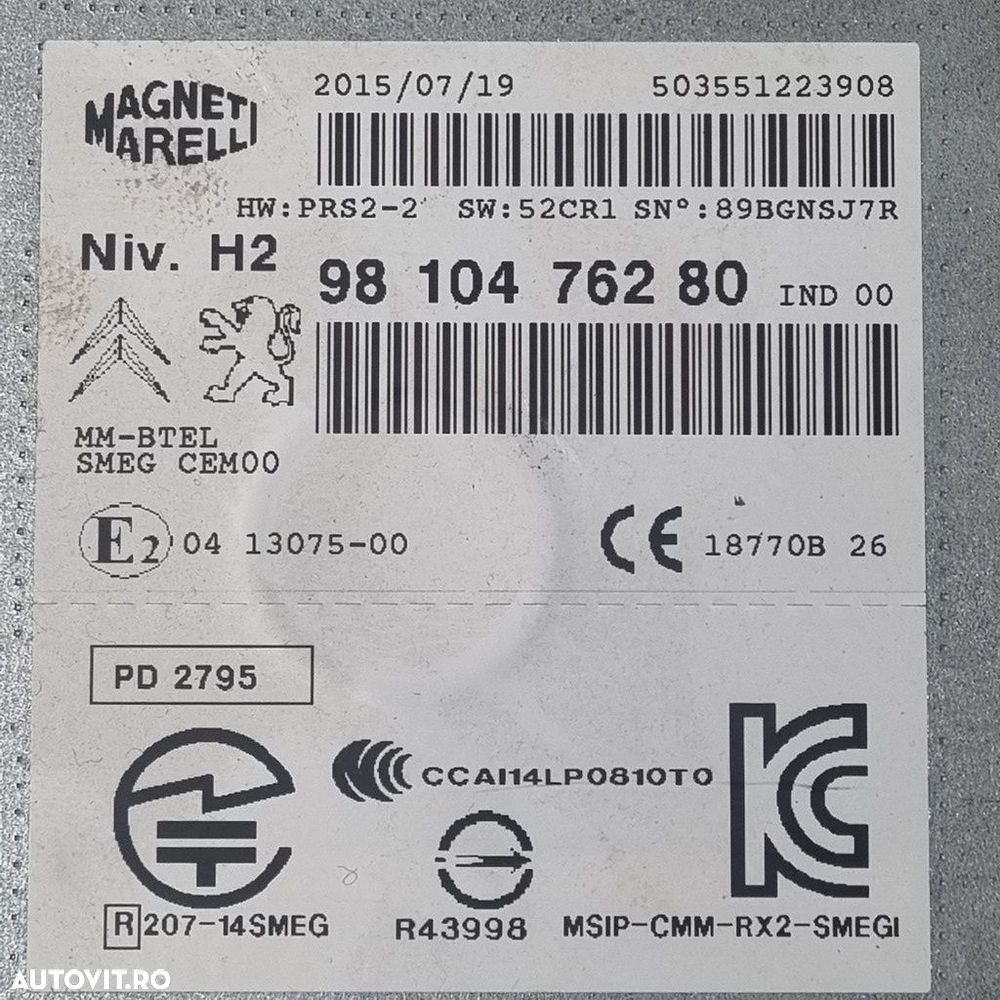 MAGNETI
MARELLI
2015/07/19 503551223908
HW:PRS2-2 SW:52CR1 SN°:89BGNSJ7R
Niv. H2
98 104 762 80 IND 00
MM-BTEL
SMEG CEM00
E2 04 13075-00
CE 18770B 26
PD 2795
CCAI14LP0810T0
R 207-14SMEG
R43998
MSIP-CMM-RX2-SMEGI
AUTOVIT.RO